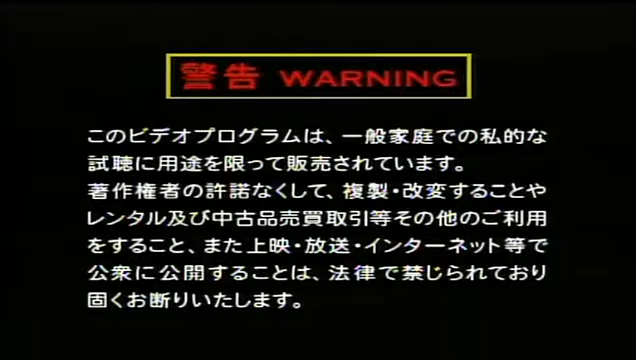 警告 WARNING
このビデオプログラムは、一般家庭での私的な
試聴に用途を限って販売されています。
著作権者の許諾なくして、複製・改変することや
レンタル及び中古品売買取引等その他のご利用
をすること、また上映・放送・インターネット等で
公衆に公開することは、法律で禁じられており
固くお断りいたします。